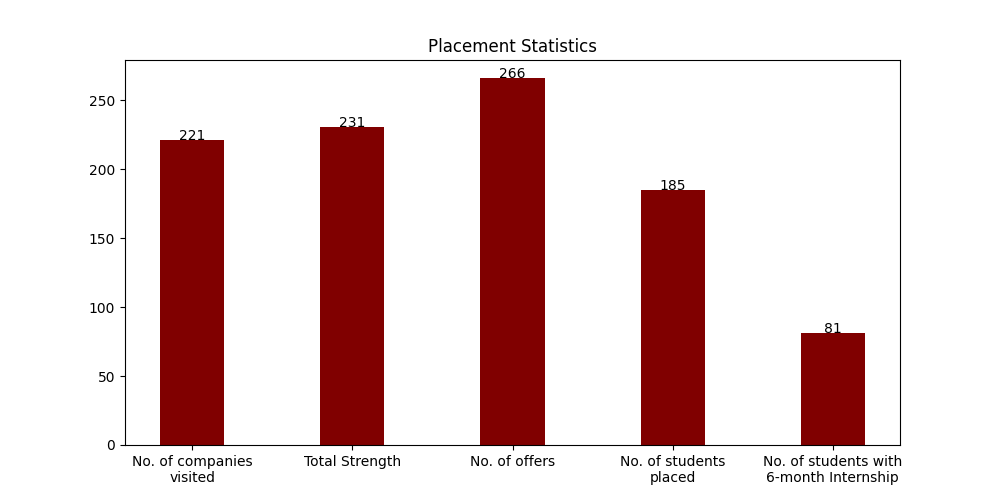 Placement Statistics
266
250
231
221
200
185
150
100
81
50
0
No. of companies
visited
Total Strength
No. of offers
No. of students
placed
No. of students with
6-month Internship